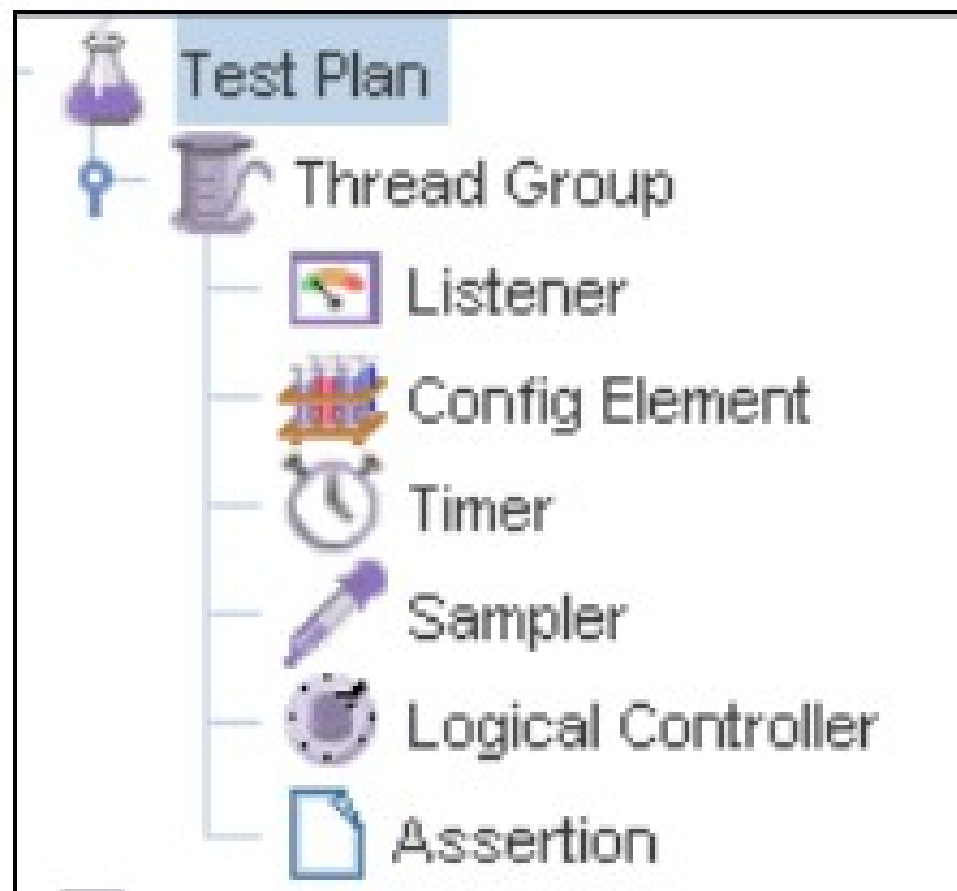 Test Plan
Thread Group
Listener
Config Element
Timer
Sampler
Logical Controller
Assertion